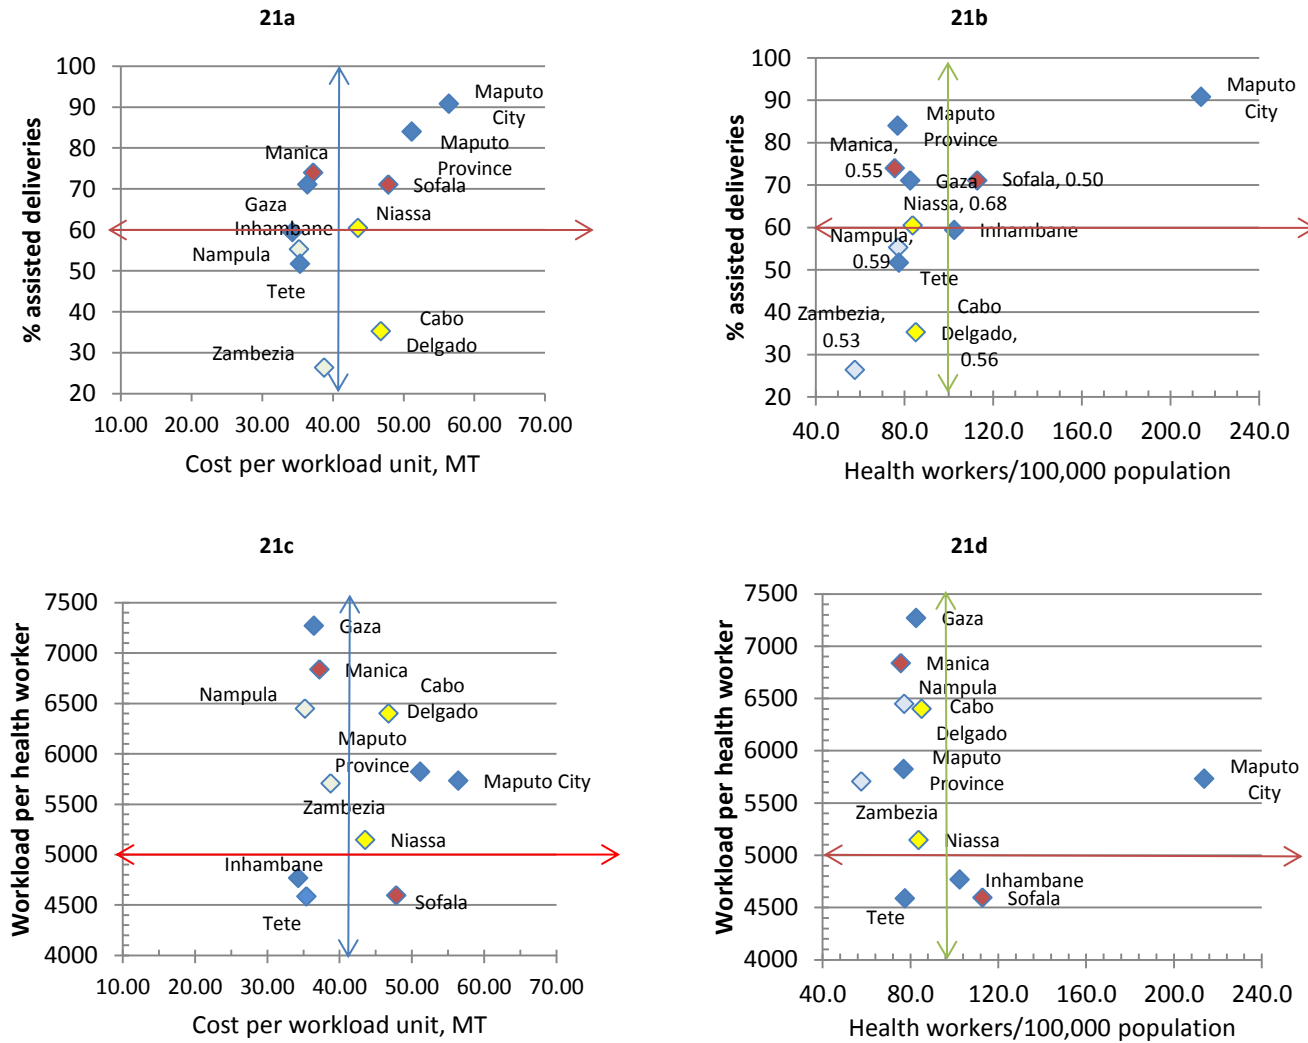 21a
% assisted deliveries
100
90
80
70
60
50
40
30
20
Maputo
City
Maputo
Province
Manica
Sofala
Gaza
Niassa
Inhambane
Nampula
Tete
Cabo
Delgado
Zambezia
10.00 20.00 30.00 40.00 50.00 60.00 70.00
Cost per workload unit, MT
21b
% assisted deliveries
100
90
80
70
60
50
40
30
20
Maputo
City
Maputo
Province
Manica,
0.55
Gaza
Sofala, 0.50
Niassa, 0.68
Nampula,
0.59
Inhambane
Tete
Zambezia,
0.53
Cabo
Delgado,
0.56
40.0 80.0 120.0 160.0 200.0 240.0
Health workers/100,000 population
21c
Workload per health worker
7500
7000
6500
6000
5500
5000
4500
4000
Gaza
Manica
Nampula
Cabo
Delgado
Maputo
Province
Maputo City
Zambezia
Niassa
Inhambane
Tete
Sofala
10.00 20.00 30.00 40.00 50.00 60.00 70.00
Cost per workload unit, MT
21d
Workload per health worker
7500
7000
6500
6000
5500
5000
4500
4000
Gaza
Manica
Nampula
Cabo
Delgado
Maputo
Province
Maputo
City
Zambezia
Niassa
Inhambane
Tete
Sofala
40.0 80.0 120.0 160.0 200.0 240.0
Health workers/100,000 population